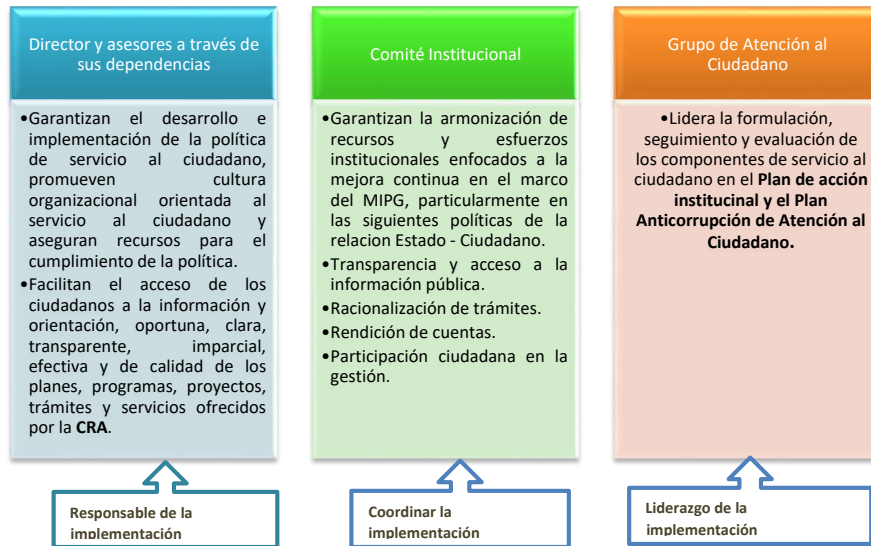 Director y asesores a través de
sus dependencias
•Garantizan el desarrollo e
implementación de la política
de servicio al ciudadano,
promueven cultura
organizacional orientada al
servicio al ciudadano y
aseguran recursos para el
cumplimiento de la política.
•Facilitan el acceso de los
ciudadanos a la información y
orientación, oportuna, clara,
transparente, imparcial,
efectiva y de calidad de los
planes, programas, proyectos,
trámites y servicios ofrecidos
por la CRA.
Responsable de la
implementación
Comité Institucional
•Garantizan la armonización de
recursos y esfuerzos
institucionales enfocados a la
mejora continua en el marco
del MIPG, particularmente en
las siguientes políticas de la
relacion Estado - Ciudadano.
•Transparencia y acceso a la
información pública.
•Racionalización de trámites.
•Rendición de cuentas.
•Participación ciudadana en la
gestión.
Coordinar la
implementación
Grupo de Atención al
Ciudadano
•Lidera la formulación,
seguimiento y evaluación de
los componentes de servicio al
ciudadano en el Plan de acción
institucinal y el Plan
Anticorrupción de Atención al
Ciudadano.
Liderazgo de la
implementación